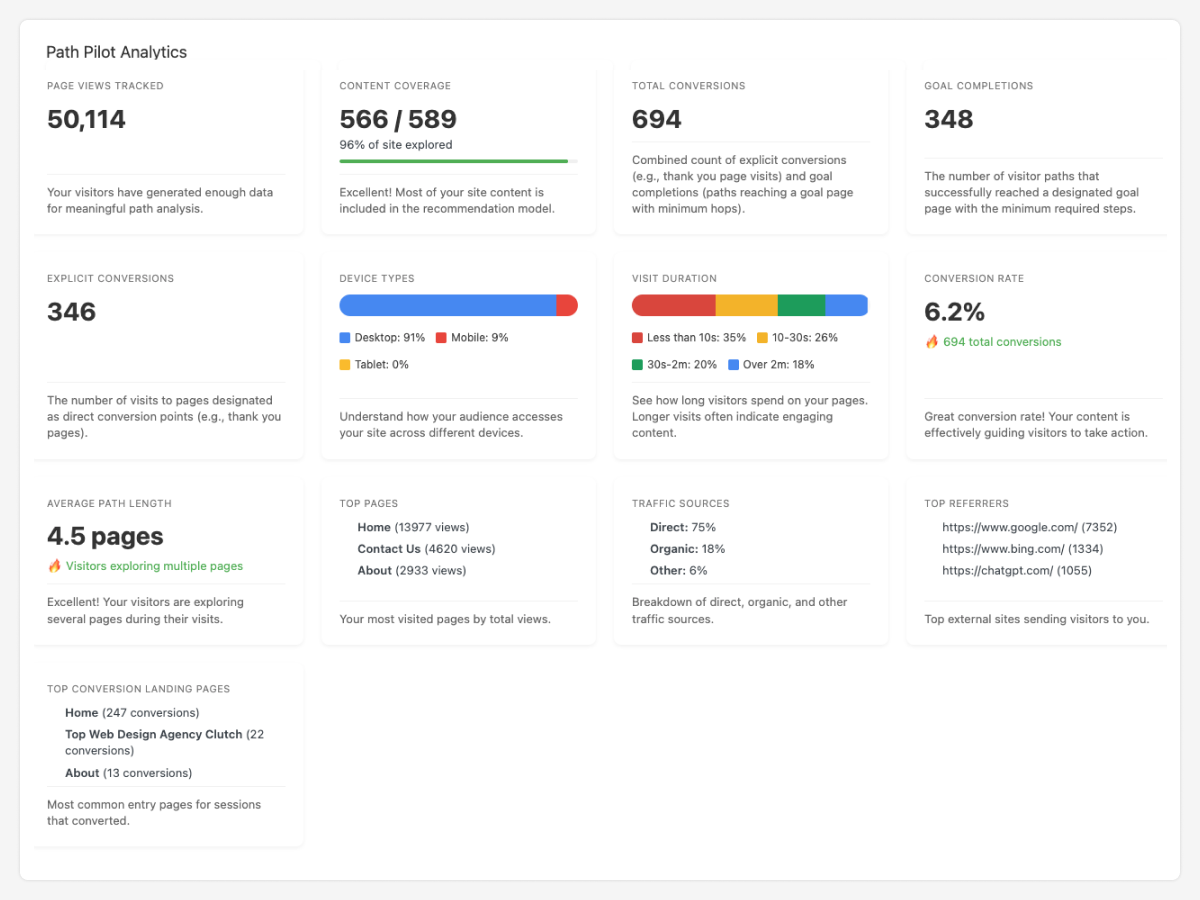 Path Pilot Analytics
PAGE VIEWS TRACKED
50,114
Your visitors have generated enough data
for meaningful path analysis.
CONTENT COVERAGE
566 / 589
96% of site explored
Excellent! Most of your site content is
included in the recommendation model.
TOTAL CONVERSIONS
694
Combined count of explicit conversions
(e.g., thank you page visits) and goal
completions (paths reaching a goal page
with minimum hops).
GOAL COMPLETIONS
348
The number of visitor paths that
successfully reached a designated goal
page with the minimum required steps.
EXPLICIT CONVERSIONS
346
The number of visits to pages designated
as direct conversion points (e.g., thank you
pages).
DEVICE TYPES
Desktop: 91% Mobile: 9%
Tablet: 0%
Understand how your audience accesses
your site across different devices.
VISIT DURATION
Less than 10s: 35% 10-30s: 26%
30s-2m: 20% Over 2m: 18%
See how long visitors spend on your pages.
Longer visits often indicate engaging
content.
CONVERSION RATE
6.2%
🔥 694 total conversions
Great conversion rate! Your content is
effectively guiding visitors to take action.
AVERAGE PATH LENGTH
4.5 pages
🔥 Visitors exploring multiple pages
Excellent! Your visitors are exploring
several pages during their visits.
TOP PAGES
Home (13977 views)
Contact Us (4620 views)
About (2933 views)
Your most visited pages by total views.
TRAFFIC SOURCES
Direct: 75%
Organic: 18%
Other: 6%
Breakdown of direct, organic, and other
traffic sources.
TOP REFERRERS
https://www.google.com/ (7352)
https://www.bing.com/ (1334)
https://chatgpt.com/ (1055)
Top external sites sending visitors to you.
TOP CONVERSION LANDING PAGES
Home (247 conversions)
Top Web Design Agency Clutch (22
conversions)
About (13 conversions)
Most common entry pages for sessions
that converted.